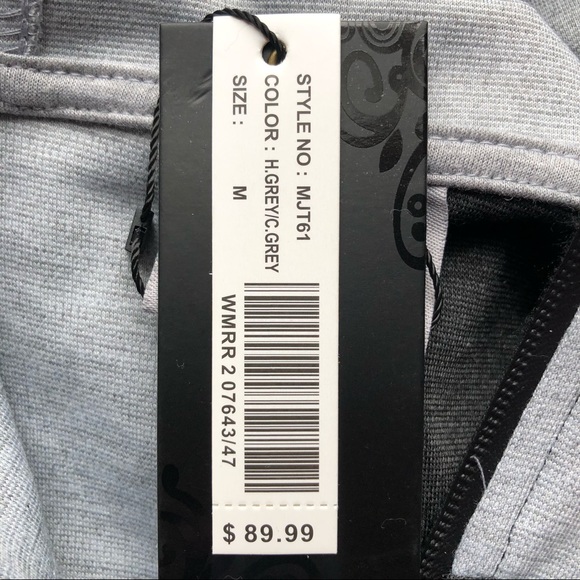 STYLE NO : MJT61
COLOR : H.GREY/C.GREY
SIZE : M
WMRR 2 07643/47
$ 89.99